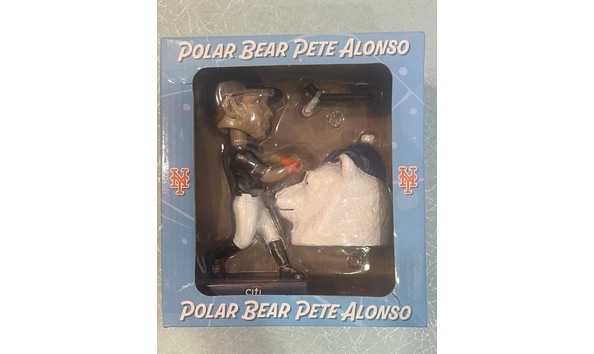 POLAR BEAR PETE ALONSO
NY
NY
citi
POLAR BEAR PETE ALONSO